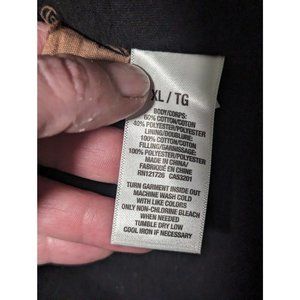 XL / TG
BODY/CORPS:
60% COTTON/COTTON
40% POLYESTER/POLYESTER
LINING/DOUBLURE:
100% COTTON/COTTON
FILLING/GARNISSAGE:
100% POLYESTER/POLYESTER
MADE IN CHINA/
FABRIQUÉ EN CHINE
RN121726 CA53201
TURN GARMENT INSIDE OUT
MACHINE WASH COLD
WITH LIKE COLORS
ONLY NON-CHLORINE BLEACH
WHEN NEEDED
TUMBLE DRY LOW
COOL IRON IF NECESSARY